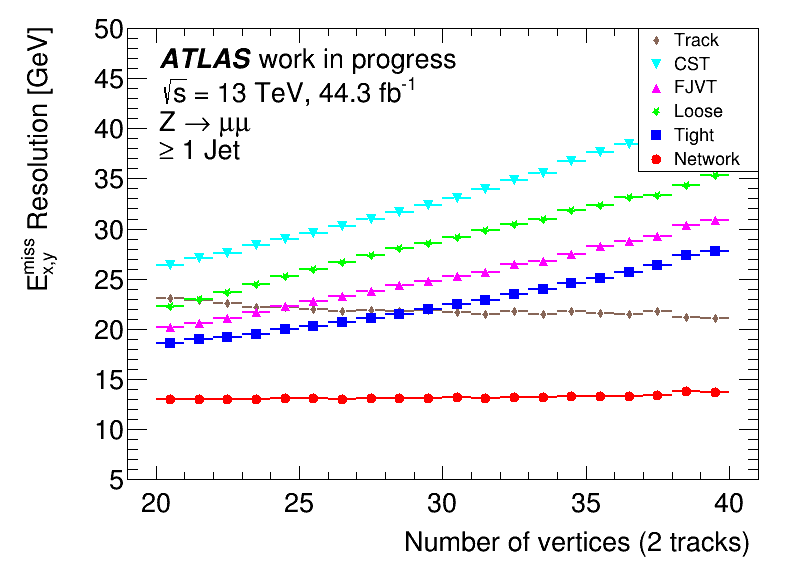 ATLAS work in progress
√s = 13 TeV, 44.3 fb⁻¹
Z → μμ
≥ 1 Jet
Track
CST
FJVT
Loose
Tight
Network
E_{x,y}^{miss} Resolution [GeV]
50
45
40
35
30
25
20
15
10
5
20 25 30 35 40
Number of vertices (2 tracks)